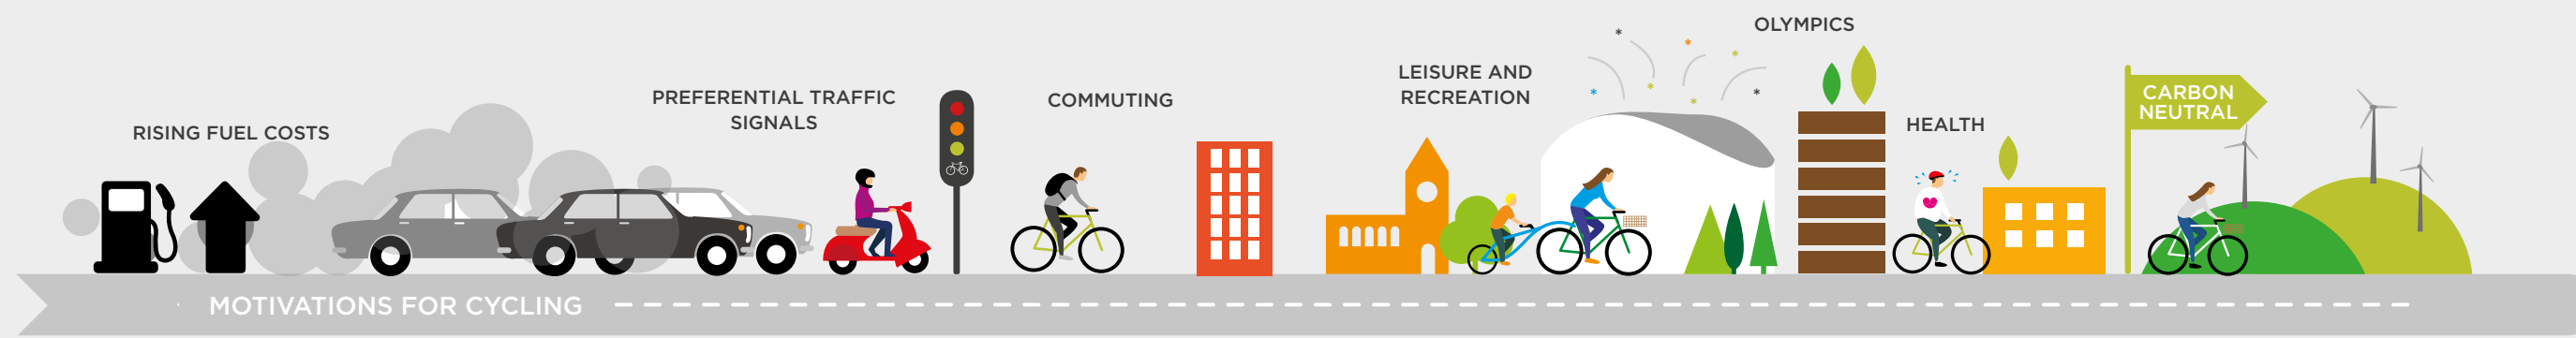 RISING FUEL COSTS
PREFERENTIAL TRAFFIC
SIGNALS
COMMUTING
LEISURE AND
RECREATION
OLYMPICS
HEALTH
CARBON
NEUTRAL
MOTIVATIONS FOR CYCLING